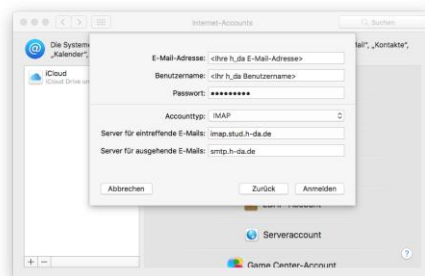 Internet-Accounts
Suchen
Die Systeme
Mail“, „Kontakte“,
„Kalender“,
iCloud
iCloud Drive un
E-Mail-Adresse: <Ihre h_da E-Mail-Adresse>
Benutzername: <Ihr h_da Benutzername>
Passwort: •••••••••
Accounttyp: IMAP
Server für eintreffende E-Mails: imap.stud.h-da.de
Server für ausgehende E-Mails: smtp.h-da.de
Abbrechen
Zurück
Anmelden
Serveraccount
Game Center-Account
+ −
?